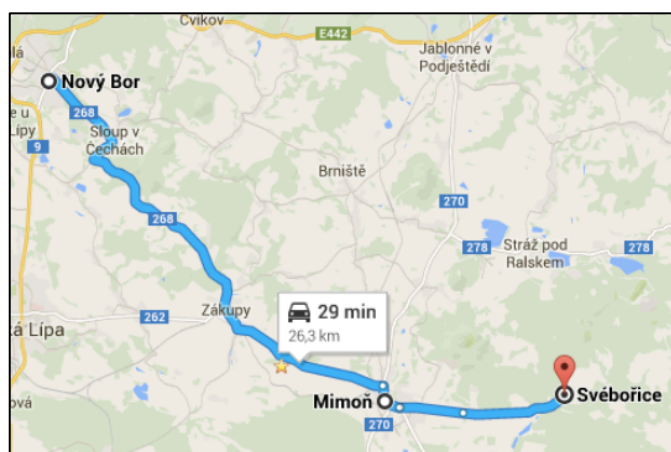 Cvikov
E442
Jablonné v
Podještědí
Nový Bor
268
Sloup v
Čechách
9
Brniště
270
268
278
Stráž pod
Ralskem
278
262
Zákupy
29 min
26,3 km
Mimoň
270
Svébořice